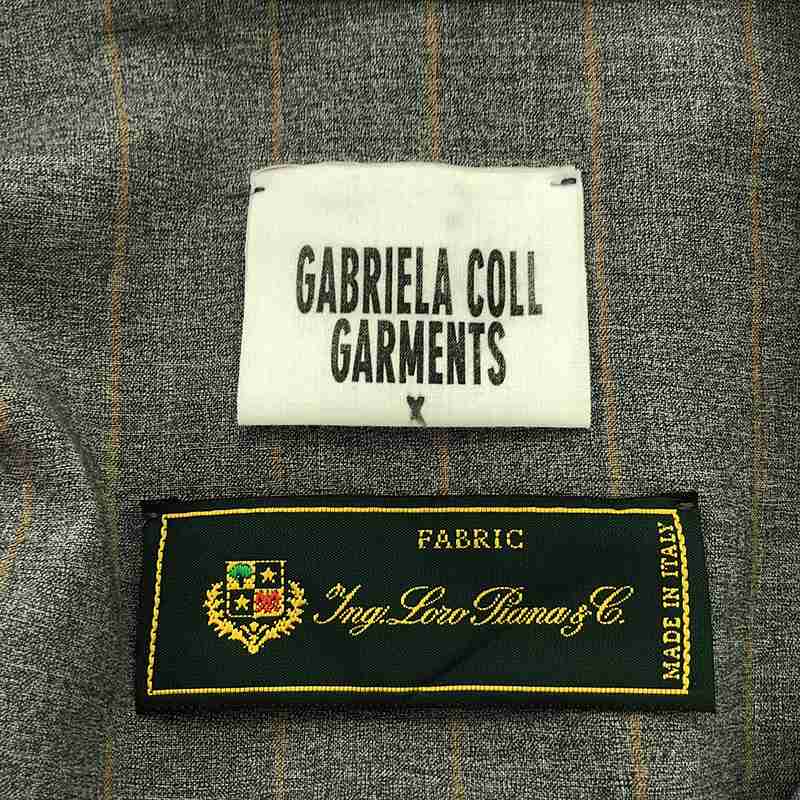 GABRIELA COLL
GARMENTS
X
FABRIC
Ing. Loro Piana & C.
MADE IN ITALY